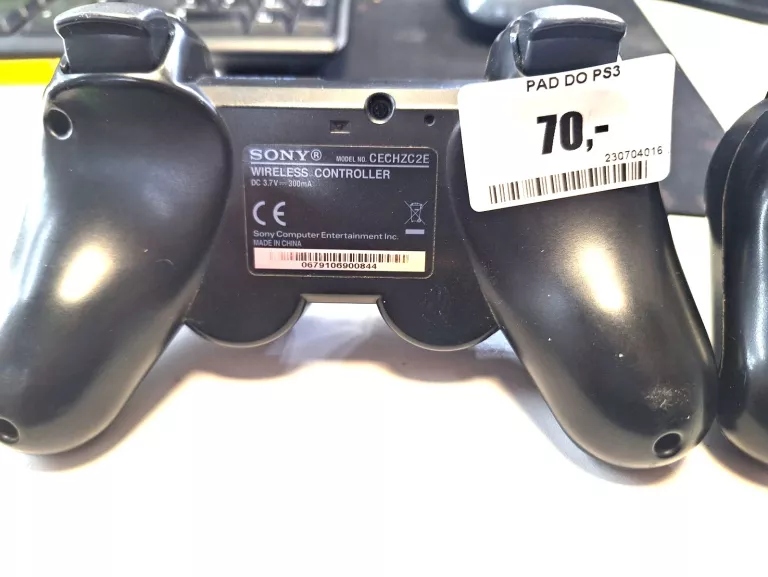 PAD DO PS3
70,-
230704016
SONY® MODEL NO. CECHZC2E
WIRELESS CONTROLLER
DC 3.7V⎓300mA
CE
Sony Computer Entertainment Inc.
MADE IN CHINA
0679106900844